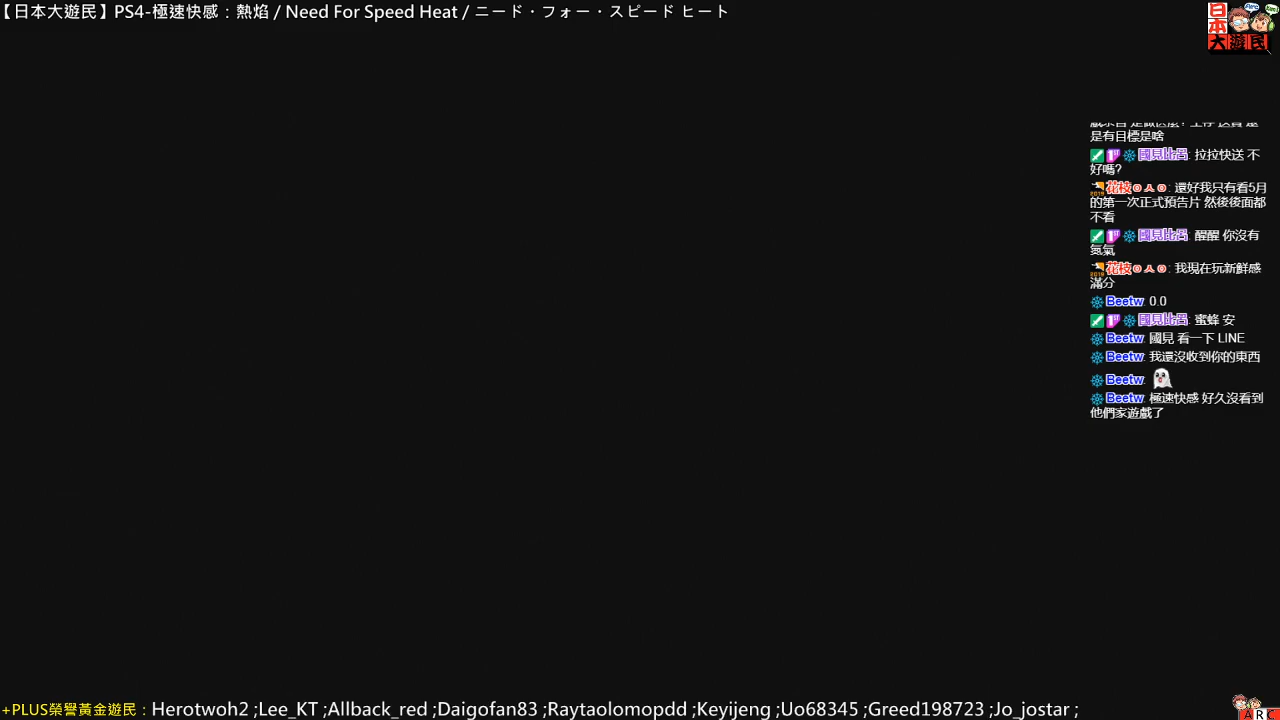 【日本大遊民】PS4-極速快感：熱焰 / Need For Speed Heat / ニード・フォー・スピード ヒート
日本
大遊民
是有目標是啥
國見比呂: 拉拉快送 不
好嗎?
花枝⊙人⊙: 還好我只有看5月
的第一次正式預告片 然後後面都
不看
國見比呂: 醒醒 你沒有
氮氣
花枝⊙人⊙: 我現在玩新鮮感
滿分
Beetw: 0.0
國見比呂: 蜜蜂 安
Beetw: 國見 看一下 LINE
Beetw: 我還沒收到你的東西
Beetw:
Beetw: 極速快感 好久沒看到
他們家遊戲了
+PLUS榮譽黃金遊民：Herotwoh2 ;Lee_KT ;Allback_red ;Daigofan83 ;Raytaolomopdd ;Keyijeng ;Uo68345 ;Greed198723 ;Jo_jostar ;
ARC